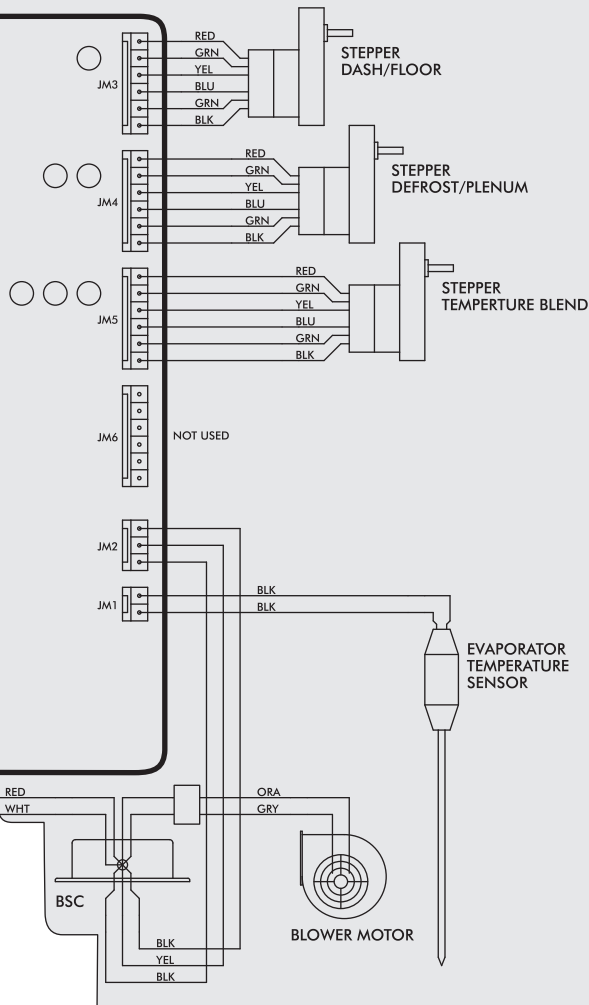 RED
GRN
YEL
JM3
BLU
GRN
BLK
STEPPER
DASH/FLOOR
RED
GRN
YEL
JM4
BLU
GRN
BLK
STEPPER
DEFROST/PLENUM
RED
GRN
YEL
JM5
BLU
GRN
BLK
STEPPER
TEMPERTURE BLEND
JM6
NOT USED
JM2
JM1
BLK
BLK
EVAPORATOR
TEMPERATURE
SENSOR
RED
WHT
ORA
GRY
BSC
BLOWER MOTOR
BLK
YEL
BLK